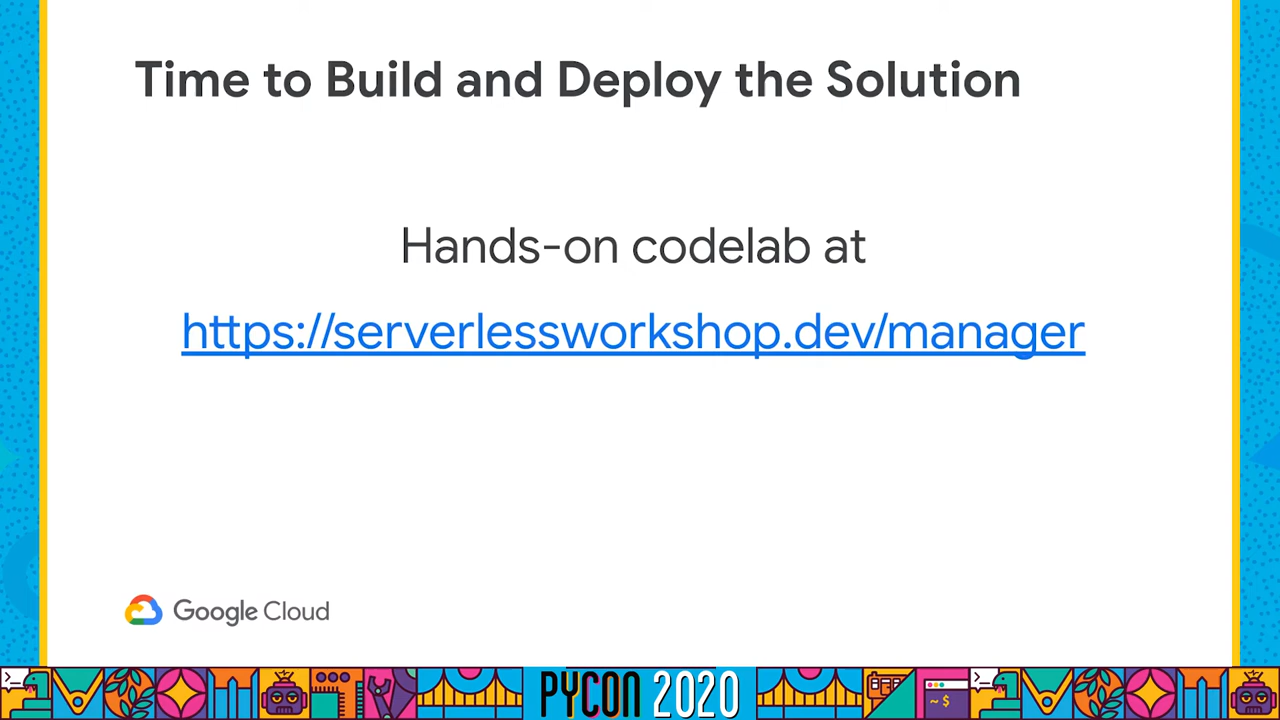 Time to Build and Deploy the Solution
Hands-on codelab at
https://serverlessworkshop.dev/manager
Google Cloud
PYCON 2020
~ $